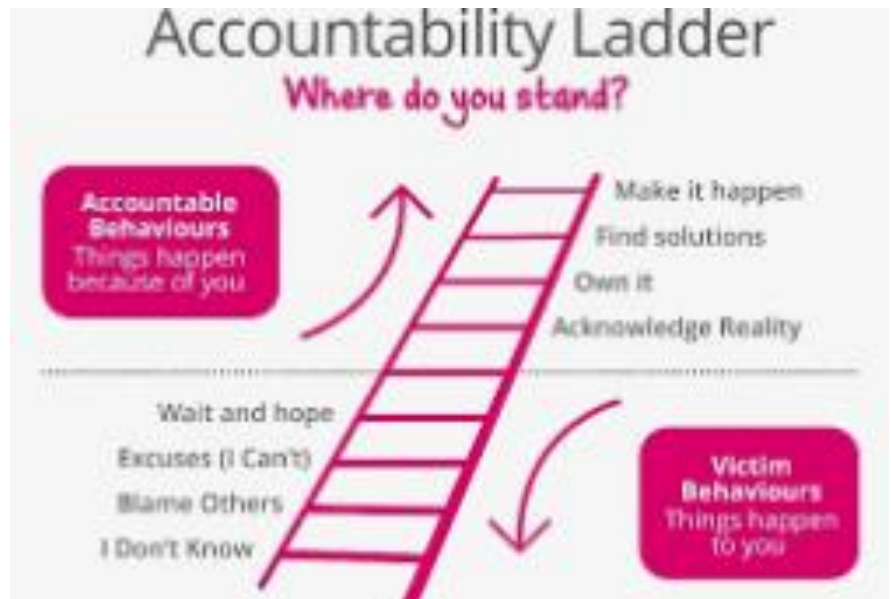 Accountability Ladder
Where do you stand?
Accountable
Behaviours
Things happen
because of you
Make it happen
Find solutions
Own it
Acknowledge Reality
Wait and hope
Excuses (I Can't)
Blame Others
I Don't Know
Victim
Behaviours
Things happen
to you